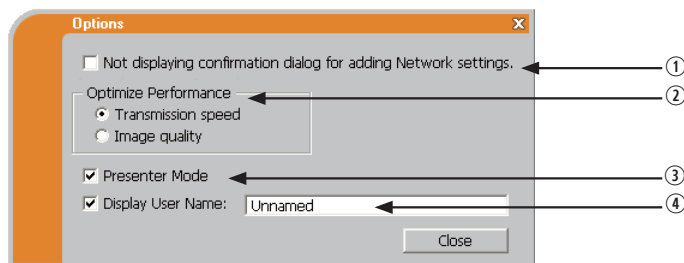 Options
Not displaying confirmation dialog for adding Network settings.
①
Optimize Performance
②
Transmission speed
Image quality
Presenter Mode
③
Display User Name: Unnamed
④
Close